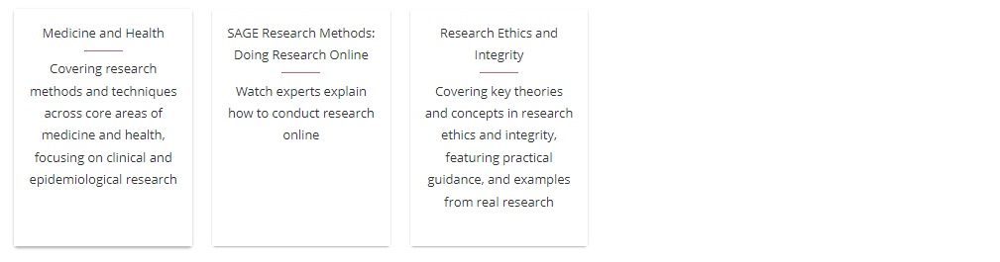 Medicine and Health
Covering research
methods and techniques
across core areas of
medicine and health,
focusing on clinical and
epidemiological research
SAGE Research Methods:
Doing Research Online
Watch experts explain
how to conduct research
online
Research Ethics and
Integrity
Covering key theories
and concepts in research
ethics and integrity,
featuring practical
guidance, and examples
from real research